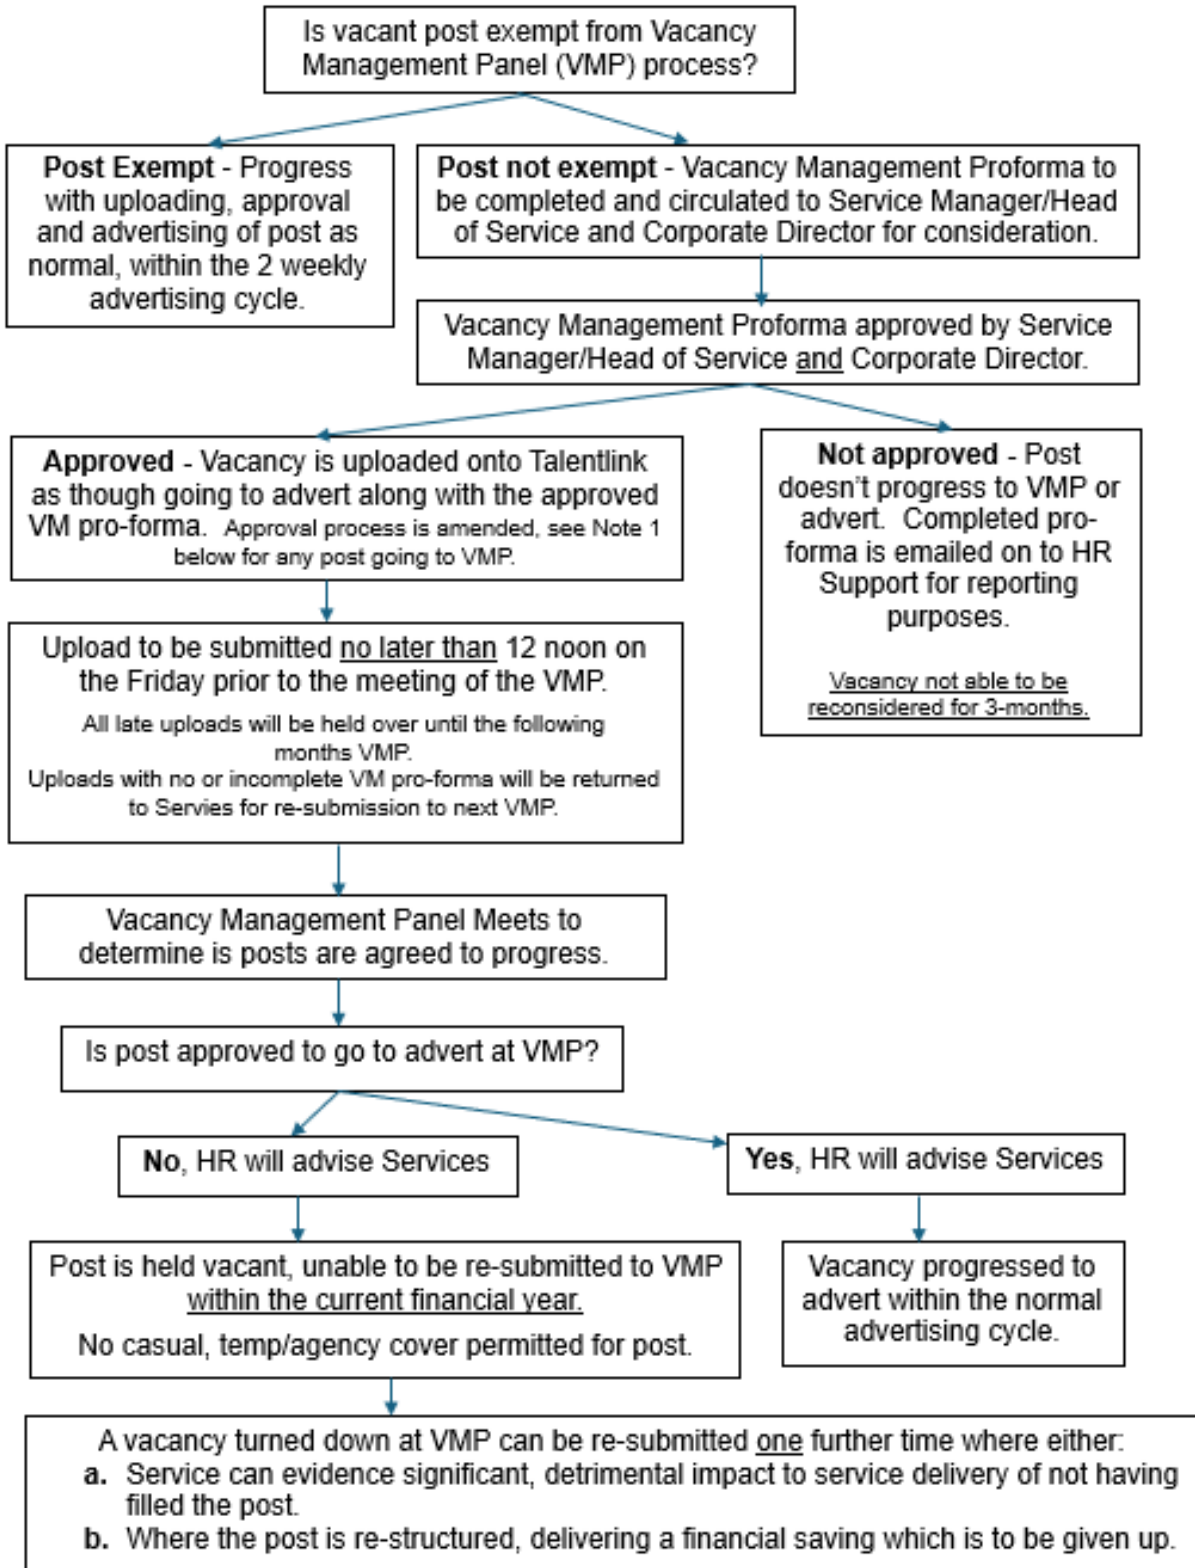 Is vacant post exempt from Vacancy
Management Panel (VMP) process?
Post Exempt - Progress
with uploading, approval
and advertising of post as
normal, within the 2 weekly
advertising cycle.
Post not exempt - Vacancy Management Proforma to
be completed and circulated to Service Manager/Head
of Service and Corporate Director for consideration.
Vacancy Management Proforma approved by Service
Manager/Head of Service and Corporate Director.
Approved - Vacancy is uploaded onto Talentlink
as though going to advert along with the approved
VM pro-forma. Approval process is amended, see Note 1
below for any post going to VMP.
Not approved - Post
doesn't progress to VMP or
advert. Completed pro-
forma is emailed on to HR
Support for reporting
purposes.
Vacancy not able to be
reconsidered for 3-months.
Upload to be submitted no later than 12 noon on
the Friday prior to the meeting of the VMP.
All late uploads will be held over until the following
months VMP.
Uploads with no or incomplete VM pro-forma will be returned
to Servies for re-submission to next VMP.
Vacancy Management Panel Meets to
determine is posts are agreed to progress.
Is post approved to go to advert at VMP?
No, HR will advise Services
Yes, HR will advise Services
Post is held vacant, unable to be re-submitted to VMP
within the current financial year.
No casual, temp/agency cover permitted for post.
Vacancy progressed to
advert within the normal
advertising cycle.
A vacancy turned down at VMP can be re-submitted one further time where either:
a. Service can evidence significant, detrimental impact to service delivery of not having
filled the post.
b. Where the post is re-structured, delivering a financial saving which is to be given up.